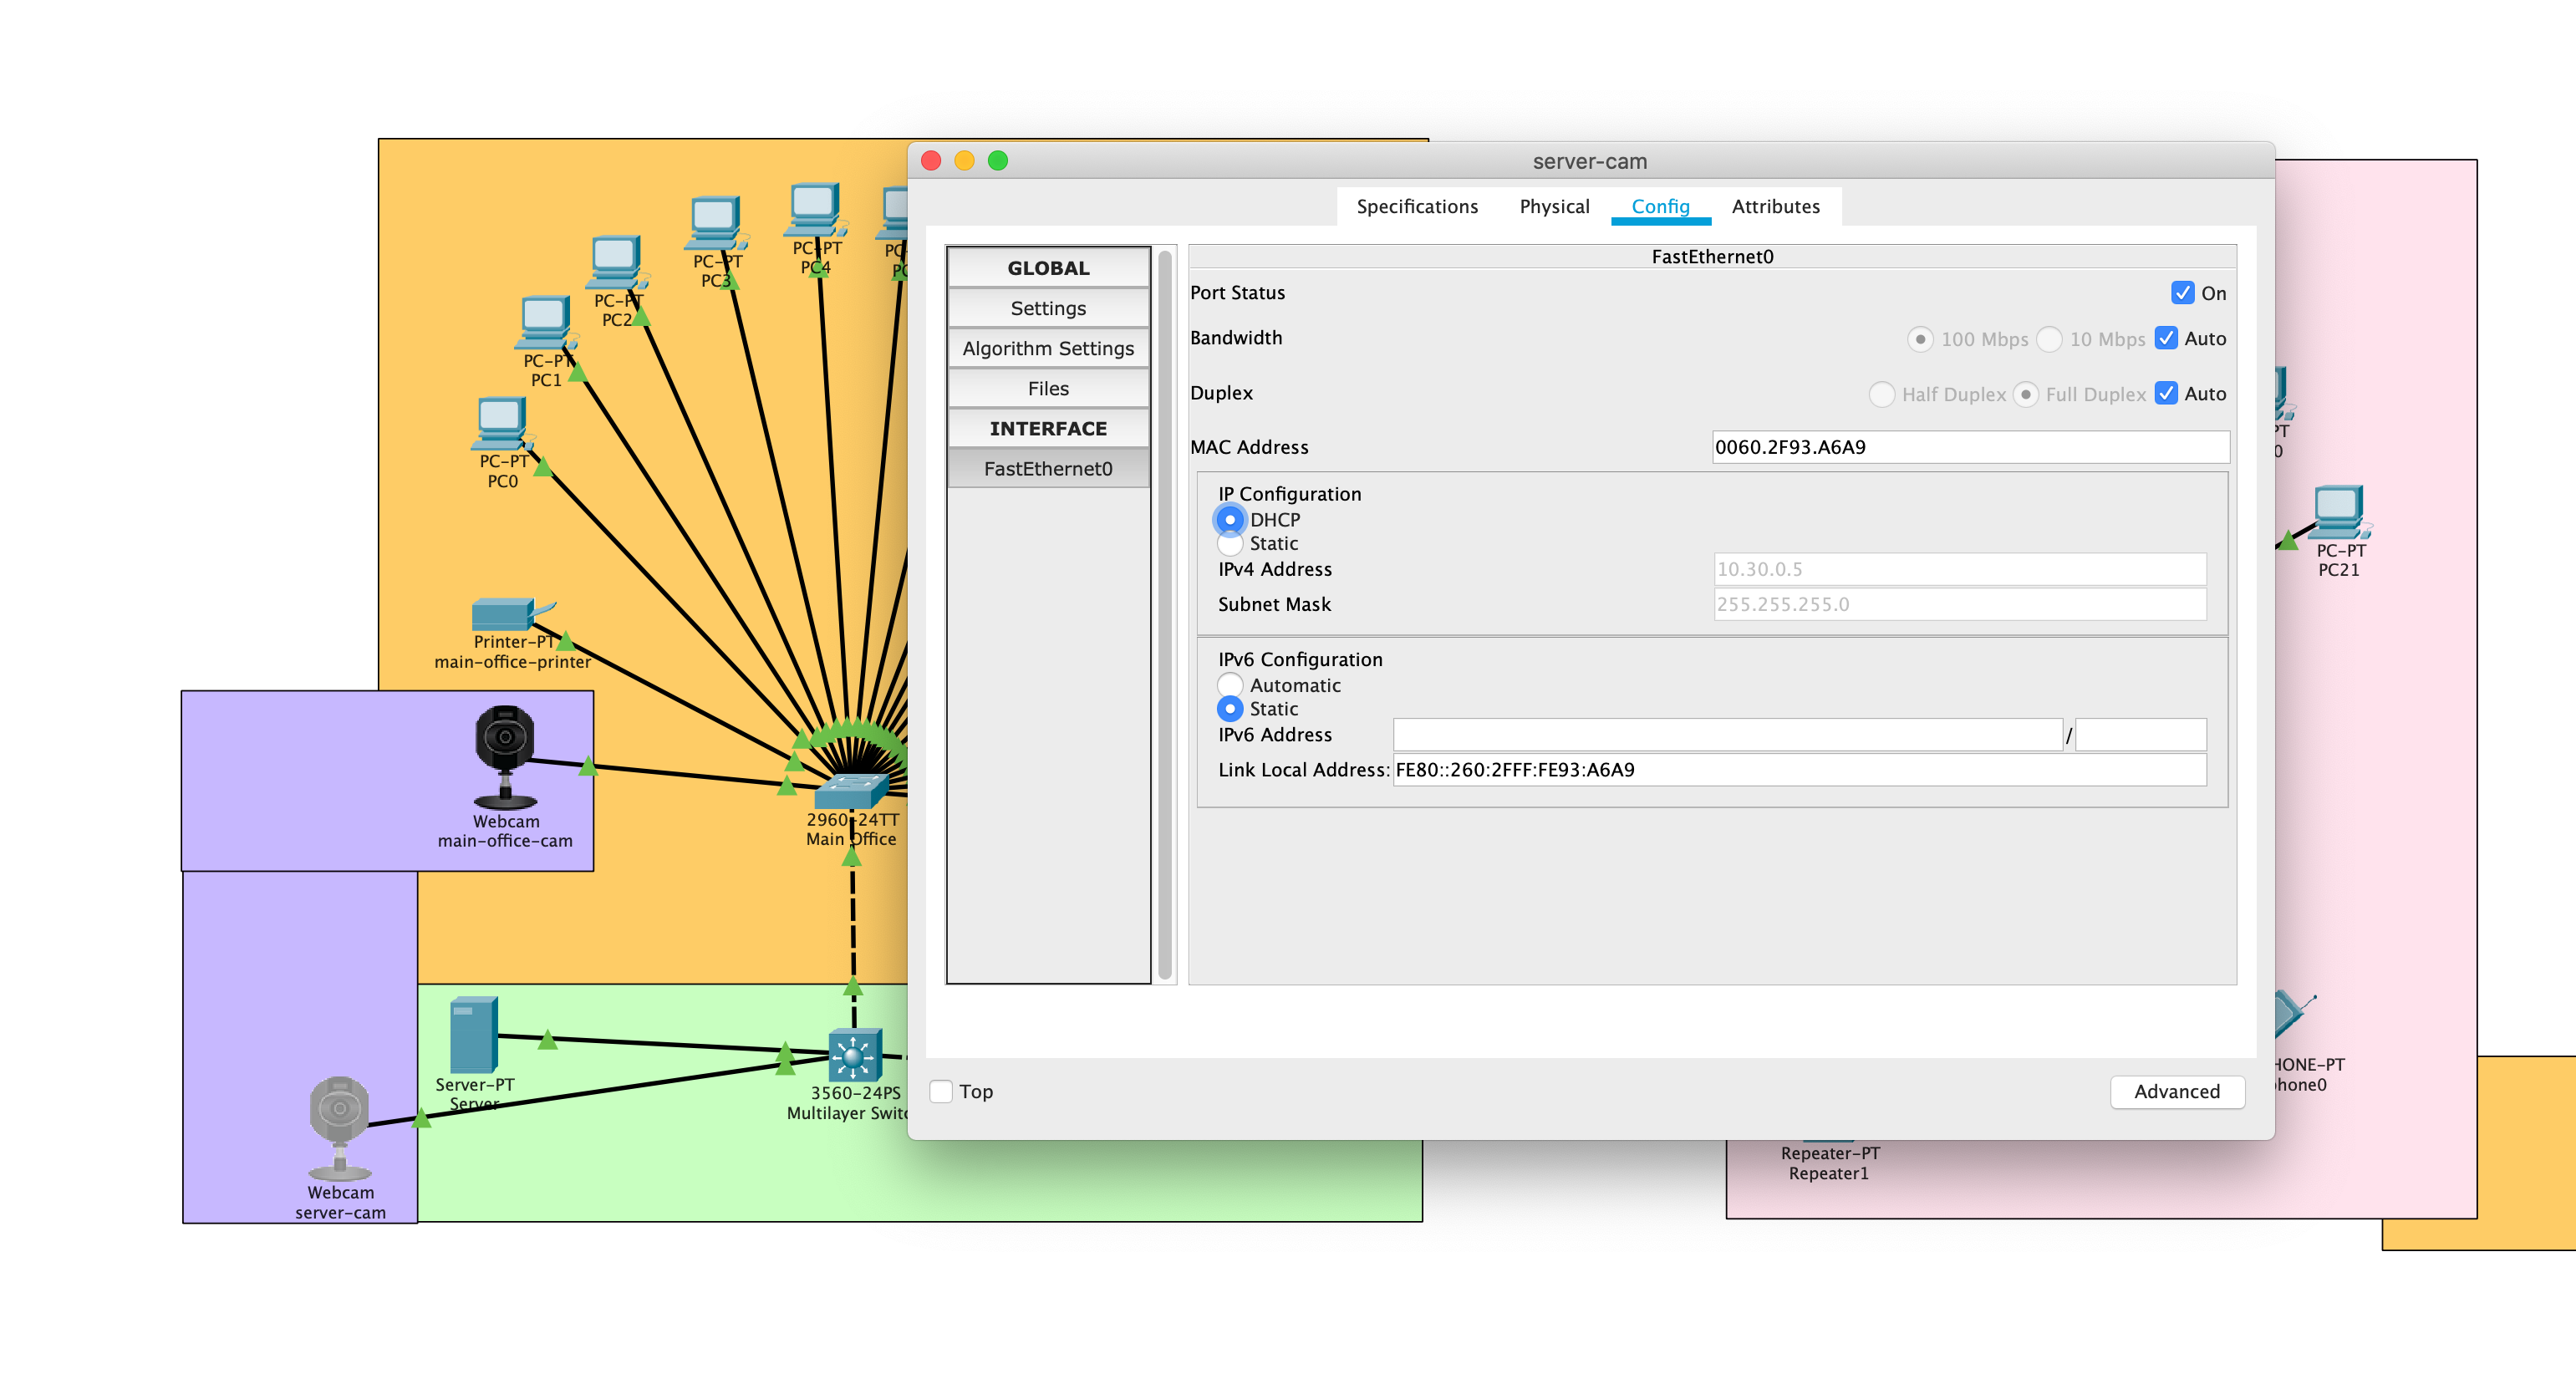 server-cam
Specifications Physical Config Attributes
GLOBAL
Settings
Algorithm Settings
Files
INTERFACE
FastEthernet0
FastEthernet0
Port Status On
Bandwidth 100 Mbps 10 Mbps Auto
Duplex Half Duplex Full Duplex Auto
MAC Address 0060.2F93.A6A9
IP Configuration
DHCP
Static
IPv4 Address 10.30.0.5
Subnet Mask 255.255.255.0
IPv6 Configuration
Automatic
Static
IPv6 Address /
Link Local Address: FE80::260:2FFF:FE93:A6A9
Top Advanced
PC-PT
PC4
PC-PT
PC3
PC-PT
PC2
PC-PT
PC1
PC-PT
PC0
Printer-PT
main-office-printer
Webcam
main-office-cam
2960-24TT
Main Office
Server-PT
Server
3560-24PS
Multilayer Switc
Webcam
server-cam
PC-PT
PC21
HONE-PT
phone0
Repeater-PT
Repeater1